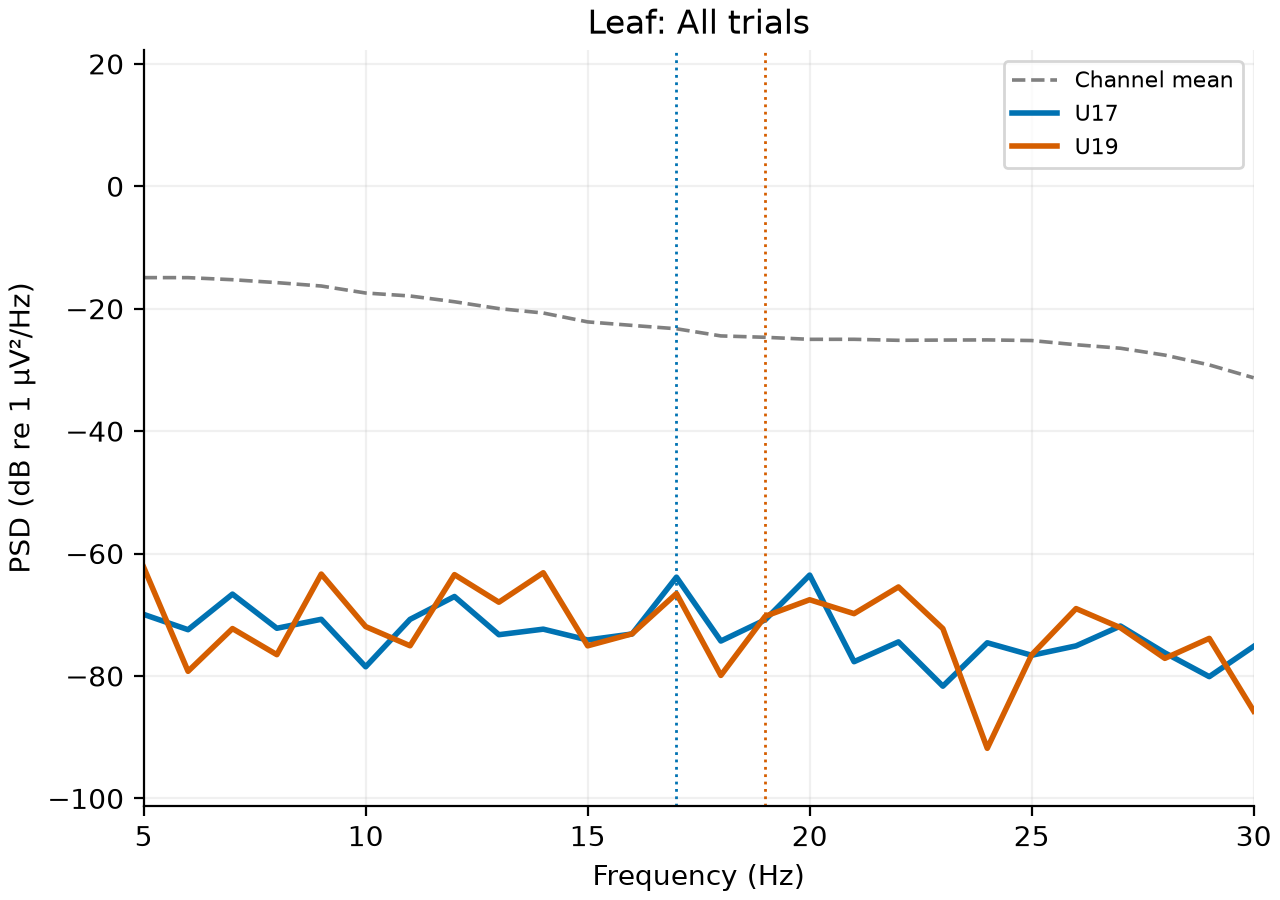 Leaf: All trials
Channel mean
U17
U19
PSD (dB re 1 µV²/Hz)
20
0
−20
−40
−60
−80
−100
5
10
15
20
25
30
Frequency (Hz)